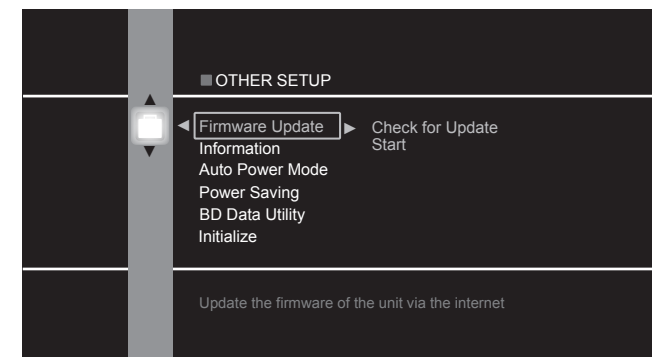 OTHER SETUP
Firmware Update
Check for Update
Information
Start
Auto Power Mode
Power Saving
BD Data Utility
Initialize
Update the firmware of the unit via the internet